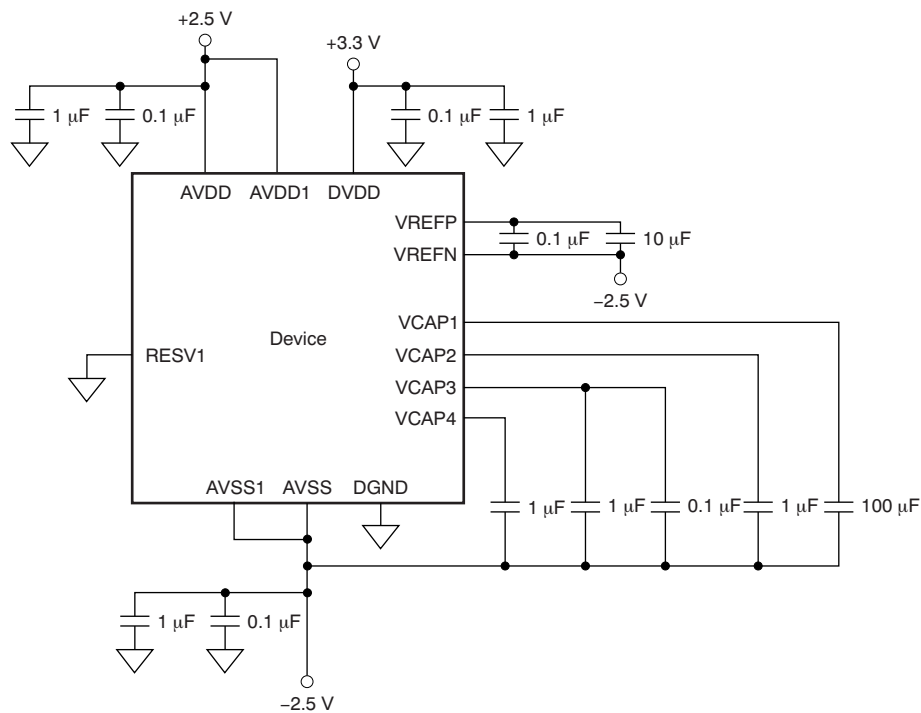 +2.5 V
+3.3 V
1 μF
0.1 μF
0.1 μF
1 μF
AVDD
AVDD1
DVDD
VREFP
0.1 μF
10 μF
VREFN
−2.5 V
VCAP1
Device
RESV1
VCAP2
VCAP3
VCAP4
AVSS1
AVSS
DGND
1 μF
1 μF
0.1 μF
1 μF
100 μF
1 μF
0.1 μF
−2.5 V